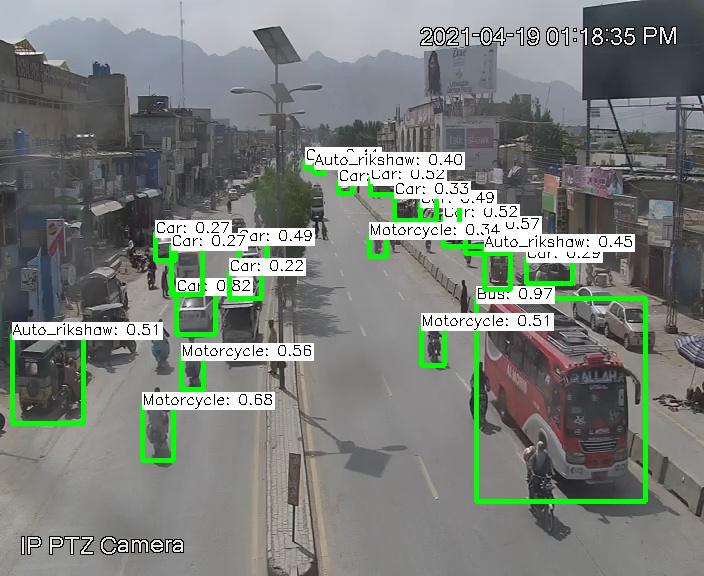 2021-04-19 01:18:35 PM
Auto_rikshaw: 0.40
Car: 0.52
Car: 0.33
0.49
0.52
Car: 0.27
Car: 0.27
Car: 0.49
Motorcycle: 0.34
0.57
Auto_rikshaw: 0.45
Car: 0.29
Car: 0.22
Car: 0.82
Bus: 0.97
Auto_rikshaw: 0.51
Motorcycle: 0.51
Motorcycle: 0.56
ALLAH
Motorcycle: 0.68
IP PTZ Camera